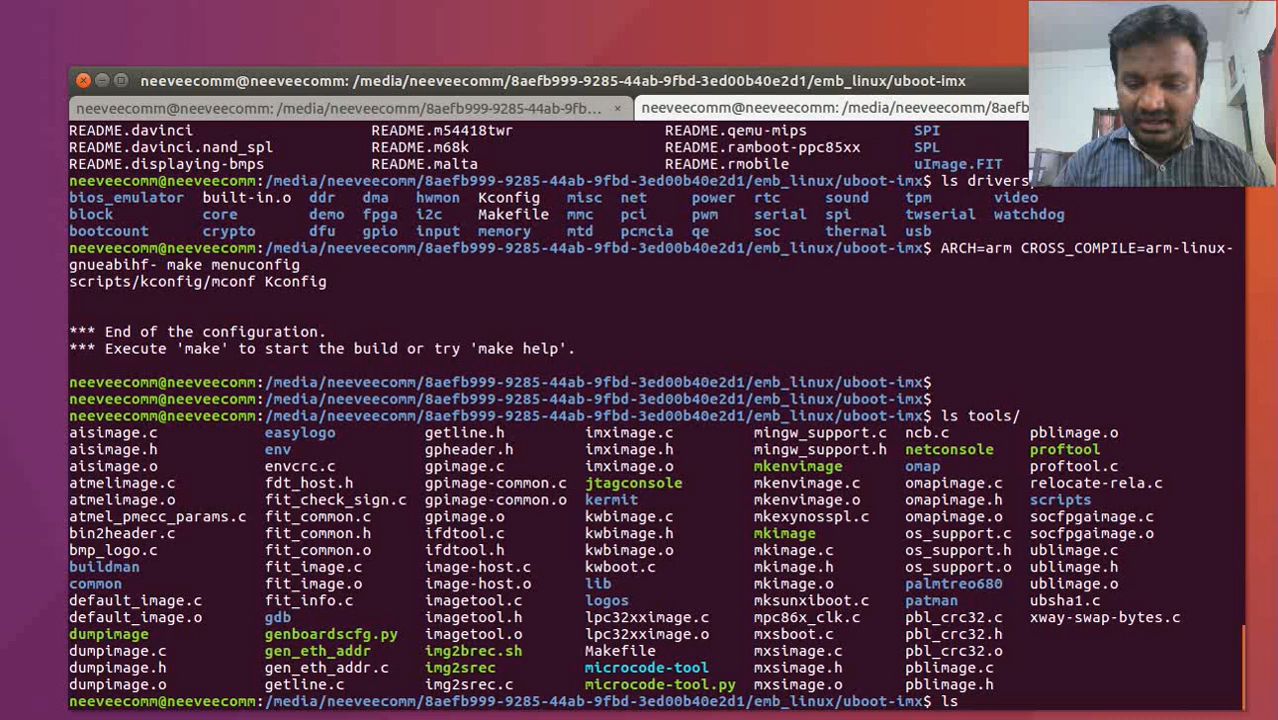 neeveecomm@neeveecomm: /media/neeveecomm/8aefb999-9285-44ab-9fbd-3ed00b40e2d1/emb_linux/uboot-imx
neeveecomm@neeveecomm: /media/neeveecomm/8aefb999-9285-44ab-9fb... × neeveecomm@neeveecomm: /media/neeveecomm/8aefb
README.davinci README.m54418twr README.qemu-mips SPI
README.davinci.nand_spl README.m68k README.ramboot-ppc85xx SPL
README.displaying-bmps README.malta README.rmobile uImage.FIT
neeveecomm@neeveecomm:/media/neeveecomm/8aefb999-9285-44ab-9fbd-3ed00b40e2d1/emb_linux/uboot-imx$ ls drivers/
bios_emulator built-in.o ddr dma hwmon Kconfig misc net power rtc sound tpm video
block core demo fpga i2c Makefile mmc pci pwm serial spi twserial watchdog
bootcount crypto dfu gpio input memory mtd pcmcia qe soc thermal usb
neeveecomm@neeveecomm:/media/neeveecomm/8aefb999-9285-44ab-9fbd-3ed00b40e2d1/emb_linux/uboot-imx$ ARCH=arm CROSS_COMPILE=arm-linux-
gnueabihf- make menuconfig
scripts/kconfig/mconf Kconfig
*** End of the configuration.
*** Execute 'make' to start the build or try 'make help'.
neeveecomm@neeveecomm:/media/neeveecomm/8aefb999-9285-44ab-9fbd-3ed00b40e2d1/emb_linux/uboot-imx$
neeveecomm@neeveecomm:/media/neeveecomm/8aefb999-9285-44ab-9fbd-3ed00b40e2d1/emb_linux/uboot-imx$
neeveecomm@neeveecomm:/media/neeveecomm/8aefb999-9285-44ab-9fbd-3ed00b40e2d1/emb_linux/uboot-imx$ ls tools/
aisimage.c easylogo getline.h imximage.c mingw_support.c ncb.c pblimage.o
aisimage.h env gpheader.h imximage.h mingw_support.h netconsole proftool
aisimage.o envcrc.c gpimage.c imximage.o mkenvimage omap proftool.c
atmelimage.c fdt_host.h gpimage-common.c jtagconsole mkenvimage.c omapimage.c relocate-rela.c
atmelimage.o fit_check_sign.c gpimage-common.o kermit mkenvimage.o omapimage.h scripts
atmel_pmecc_params.c fit_common.c gpimage.o kwbimage.c mkexynosspl.c omapimage.o socfpgaimage.c
bin2header.c fit_common.h ifdtool.c kwbimage.h mkimage os_support.c socfpgaimage.o
bmp_logo.c fit_common.o ifdtool.h kwbimage.o mkimage.c os_support.h ublimage.c
buildman fit_image.c image-host.c kwboot.c mkimage.h os_support.o ublimage.h
common fit_image.o image-host.o lib mkimage.o palmtreo680 ublimage.o
default_image.c fit_info.c imagetool.c logos mksunxiboot.c patman ubsha1.c
default_image.o gdb imagetool.h lpc32xximage.c mpc86x_clk.c pbl_crc32.c xway-swap-bytes.c
dumpimage genboardscfg.py imagetool.o lpc32xximage.o mxsboot.c pbl_crc32.h
dumpimage.c gen_eth_addr img2brec.sh Makefile mxsimage.c pbl_crc32.o
dumpimage.h gen_eth_addr.c img2srec microcode-tool mxsimage.h pblimage.c
dumpimage.o getline.c img2srec.c microcode-tool.py mxsimage.o pblimage.h
neeveecomm@neeveecomm:/media/neeveecomm/8aefb999-9285-44ab-9fbd-3ed00b40e2d1/emb_linux/uboot-imx$ ls